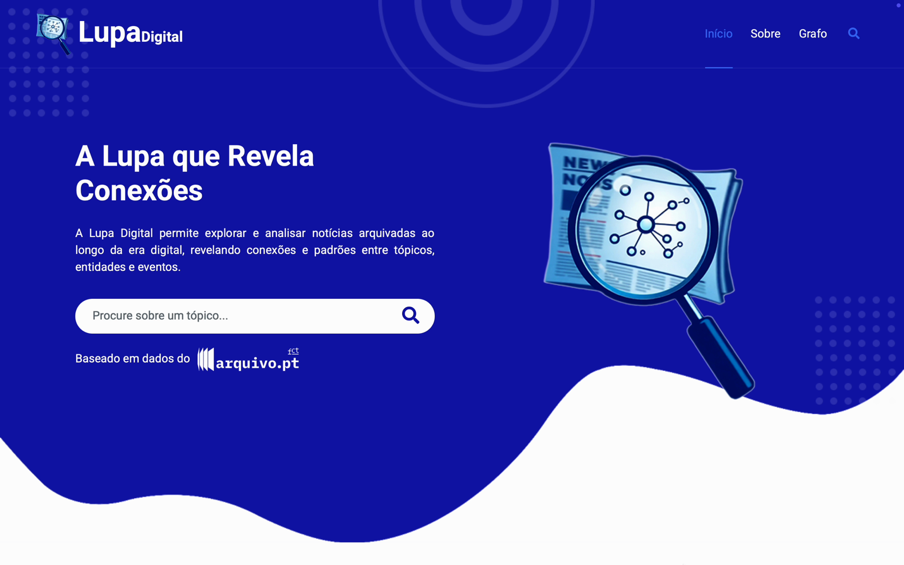 LupaDigital
Início
Sobre
Grafo
A Lupa que Revela
Conexões
A Lupa Digital permite explorar e analisar notícias arquivadas ao
longo da era digital, revelando conexões e padrões entre tópicos,
entidades e eventos.
Procure sobre um tópico...
Baseado em dados do
fct
arquivo.pt